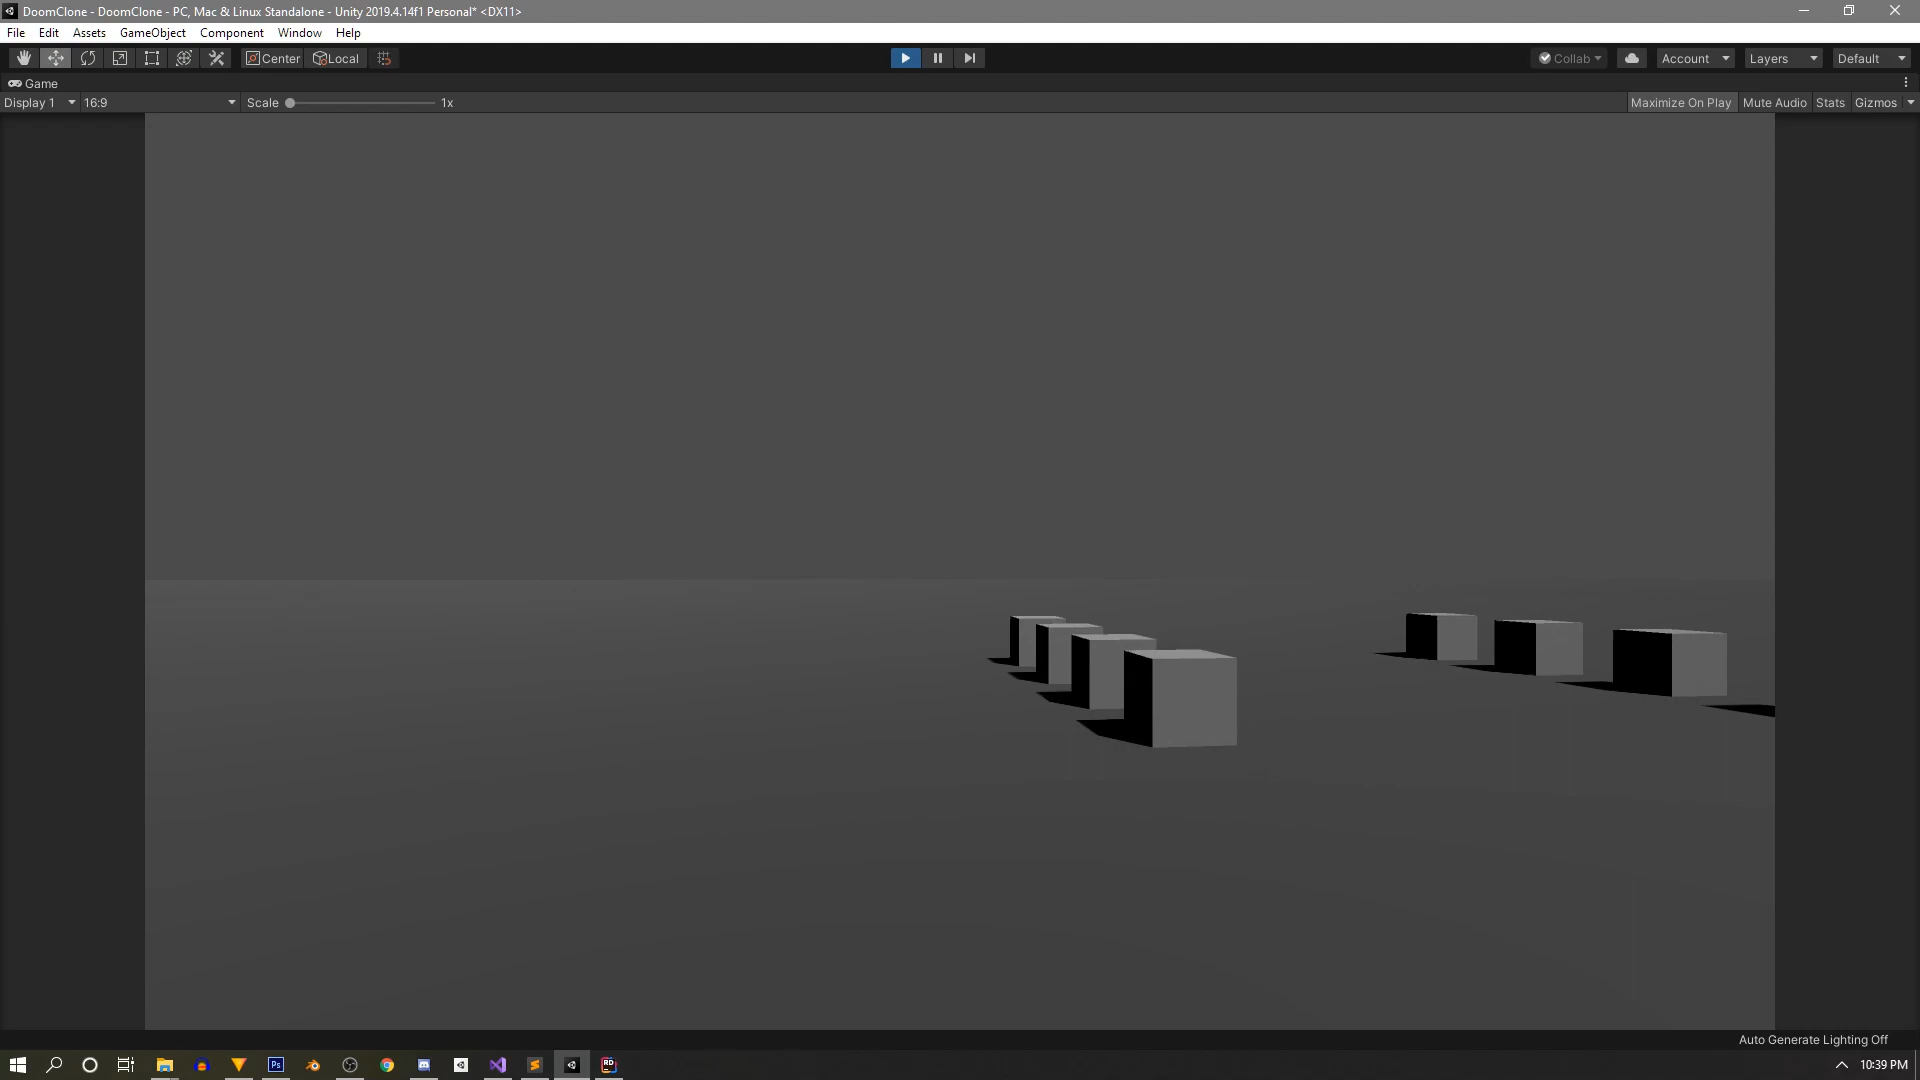 DoomClone - DoomClone - PC, Mac & Linux Standalone - Unity 2019.4.14f1 Personal* <DX11>
File Edit Assets GameObject Component Window Help
Center Local Collab Account Layers Default
Game
Display 1 16:9 Scale 1x Maximize On Play Mute Audio Stats Gizmos
Auto Generate Lighting Off
Ps RD 10:39 PM